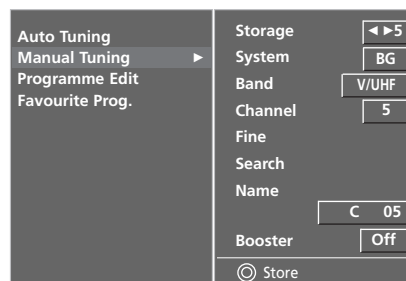 Auto Tuning
Manual Tuning ►
Programme Edit
Favourite Prog.
Storage ◄ ►5
System BG
Band V/UHF
Channel 5
Fine
Search
Name
C 05
Booster Off
Store